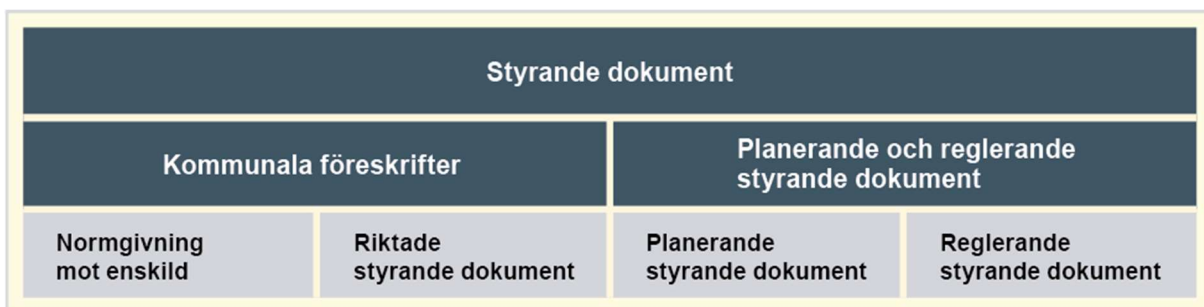 Styrande dokument
Kommunala föreskrifter
Planerande och reglerande
styrande dokument
Normgivning
mot enskild
Riktade
styrande dokument
Planerande
styrande dokument
Reglerande
styrande dokument